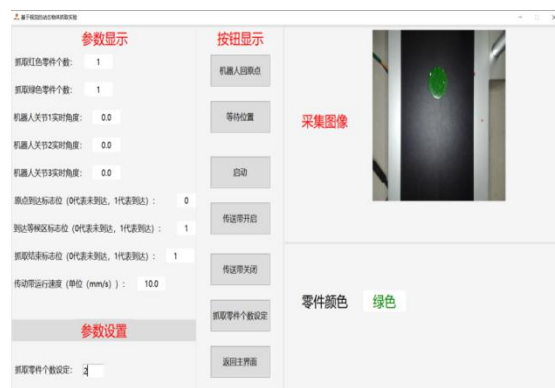 基于视觉的动态物体抓取实验
参数显示
抓取红色零件个数： 1
抓取绿色零件个数： 1
机器人关节1实时角度： 0.0
机器人关节2实时角度： 0.0
机器人关节3实时角度： 0.0
原点到达标志位（0代表未到达，1代表到达）： 0
到达等候区标志位（0代表未到达，1代表到达）： 1
抓取结束标志位（0代表未到达，1代表到达）： 1
传动带运行速度（单位（mm/s））： 10.0
参数设置
抓取零件个数设定： 2
按钮显示
机器人回原点
等待位置
启动
传送带开启
传送带关闭
抓取零件个数设定
返回主界面
采集图像
零件颜色 绿色